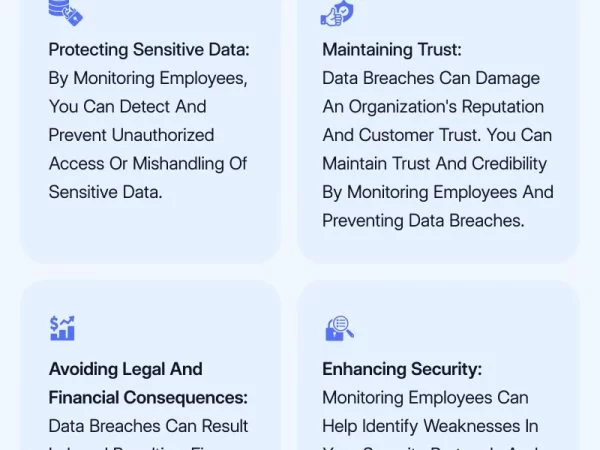 Protecting Sensitive Data:
By Monitoring Employees,
You Can Detect And
Prevent Unauthorized
Access Or Mishandling Of
Sensitive Data.
Maintaining Trust:
Data Breaches Can Damage
An Organization's Reputation
And Customer Trust. You Can
Maintain Trust And Credibility
By Monitoring Employees And
Preventing Data Breaches.
Avoiding Legal And
Financial Consequences:
Data Breaches Can Result
Enhancing Security:
Monitoring Employees Can
Help Identify Weaknesses In